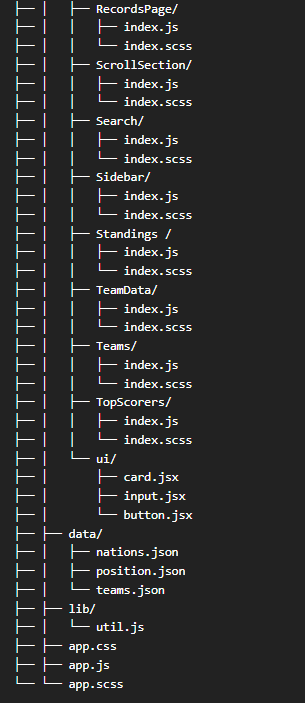 ├── │   ├── RecordsPage/
├── │   │   ├── index.js
├── │   │   └── index.scss
├── │   ├── ScrollSection/
├── │   │   ├── index.js
├── │   │   └── index.scss
├── │   ├── Search/
├── │   │   ├── index.js
├── │   │   └── index.scss
├── │   ├── Sidebar/
├── │   │   ├── index.js
├── │   │   └── index.scss
├── │   ├── Standings /
├── │   │   ├── index.js
├── │   │   └── index.scss
├── │   ├── TeamData/
├── │   │   ├── index.js
├── │   │   └── index.scss
├── │   ├── Teams/
├── │   │   ├── index.js
├── │   │   └── index.scss
├── │   ├── TopScorers/
├── │   │   ├── index.js
├── │   │   └── index.scss
├── │   └── ui/
├── │       ├── card.jsx
├── │       ├── input.jsx
├── │       └── button.jsx
├── ├── data/
├── │   ├── nations.json
├── │   ├── position.json
├── │   └── teams.json
├── ├── lib/
├── │   └── util.js
├── ├── app.css
├── ├── app.js
└── └── app.scss